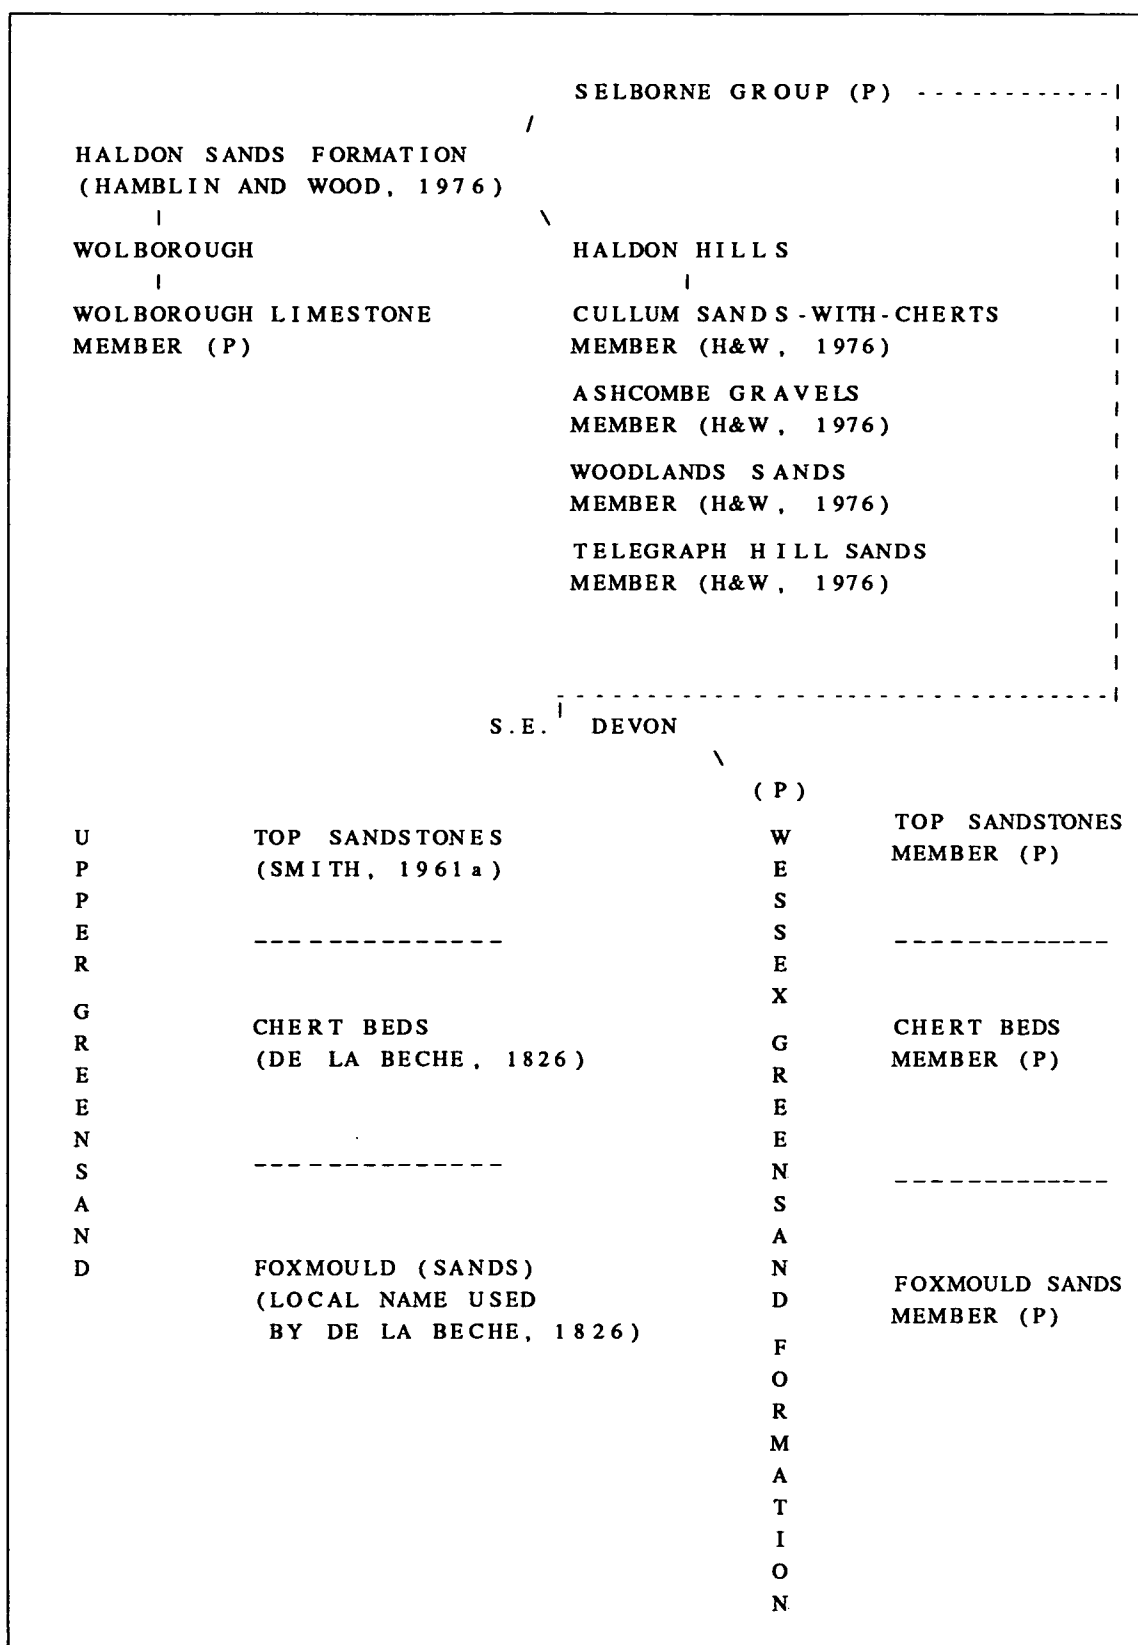 SELBORNE GROUP (P)
HALDON SANDS FORMATION
(HAMBLIN AND WOOD, 1976)
WOLBOROUGH
WOLBOROUGH LIMESTONE
MEMBER (P)
HALDON HILLS
CULLUM SANDS-WITH-CHERTS
MEMBER (H&W, 1976)
ASHCOMBE GRAVELS
MEMBER (H&W, 1976)
WOODLANDS SANDS
MEMBER (H&W, 1976)
TELEGRAPH HILL SANDS
MEMBER (H&W, 1976)
S.E. DEVON
UPPER GRENSAND
TOP SANDSTONES
(SMITH, 1961a)
CHERT BEDS
(DE LA BECHE, 1826)
FOXMOULD (SANDS)
(LOCAL NAME USED
BY DE LA BECHE, 1826)
(P)
WESSEX GREENSAND FORMATION
TOP SANDSTONES
MEMBER (P)
CHERT BEDS
MEMBER (P)
FOXMOULD SANDS
MEMBER (P)